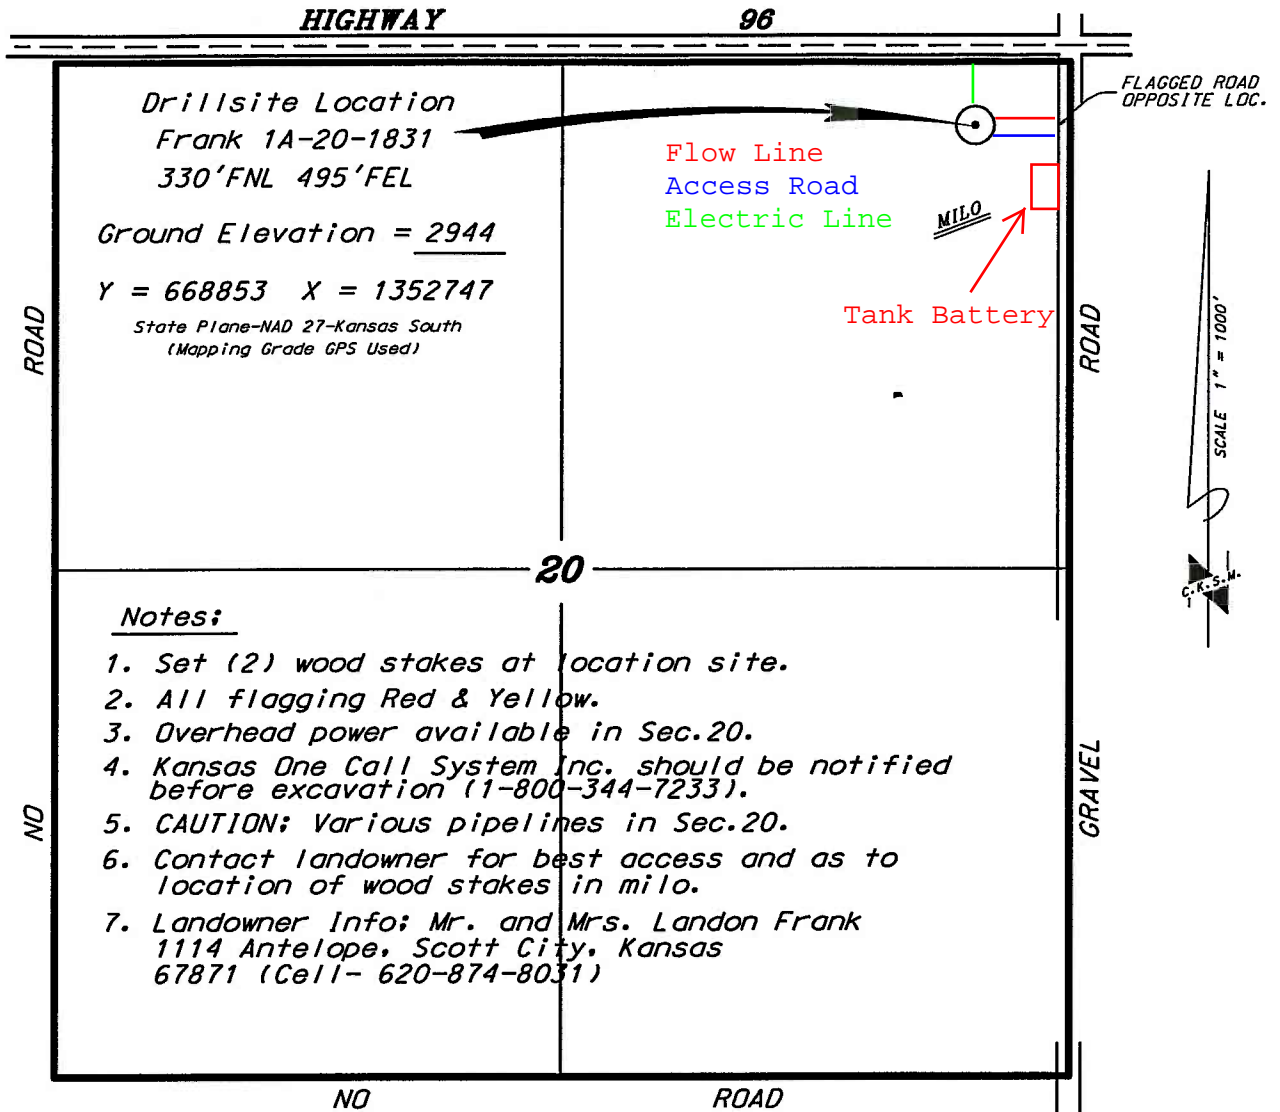 HIGHWAY 96
FLAGGED ROAD
OPPOSITE LOC.
Drillsite Location
Frank 1A-20-1831
330'FNL 495'FEL
Ground Elevation = 2944
Y = 668853 X = 1352747
State Plane-NAD 27-Kansas South
(Mapping Grade GPS Used)
Flow Line
Access Road
Electric Line
MILO
Tank Battery
ROAD
ROAD
SCALE 1" = 1000'
C.K.S.M.
20
Notes:
1. Set (2) wood stakes at location site.
2. All flagging Red & Yellow.
3. Overhead power available in Sec.20.
4. Kansas One Call System Inc. should be notified
before excavation (1-800-344-7233).
5. CAUTION: Various pipelines in Sec.20.
6. Contact landowner for best access and as to
location of wood stakes in milo.
7. Landowner Info: Mr. and Mrs. Landon Frank
1114 Antelope, Scott City, Kansas
67871 (Cell- 620-874-8031)
NO
GRAVEL
NO ROAD